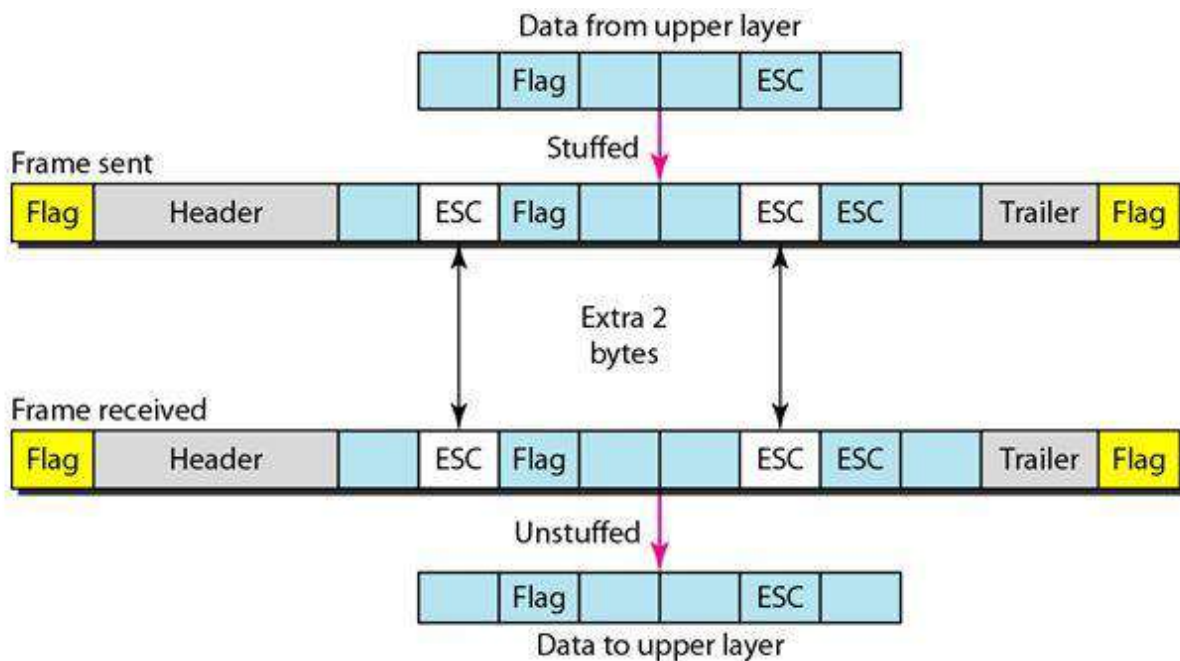 Data from upper layer
Flag ESC
Stuffed
Frame sent
Flag Header ESC Flag ESC ESC Trailer Flag
Extra 2
bytes
Frame received
Flag Header ESC Flag ESC ESC Trailer Flag
Unstuffed
Flag ESC
Data to upper layer